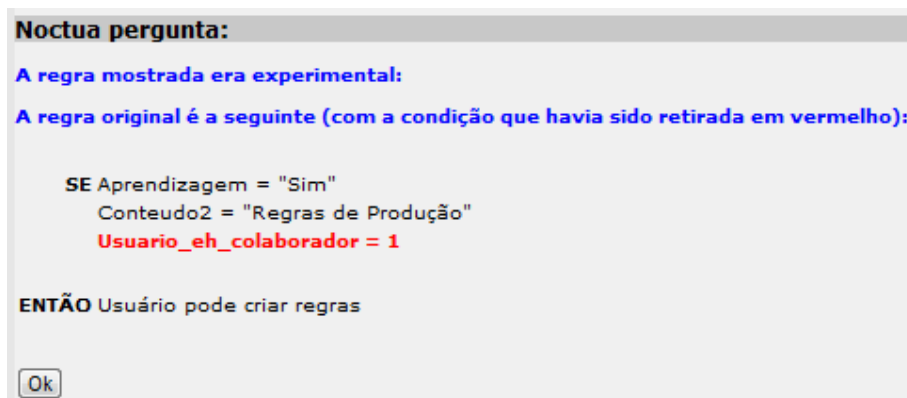 Noctua pergunta:
A regra mostrada era experimental:
A regra original é a seguinte (com a condição que havia sido retirada em vermelho):
SE Aprendizagem = "Sim"
Conteudo2 = "Regras de Produção"
Usuario_eh_colaborador = 1
ENTÃO Usuário pode criar regras
Ok